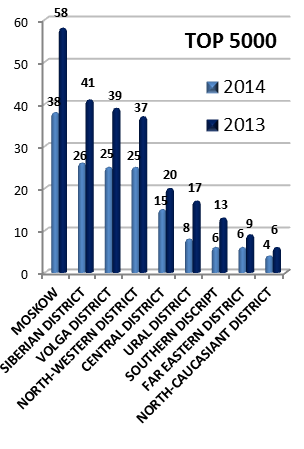 60
50
40
30
20
10
0
TOP 5000
2014
2013
38
58
26
41
25
39
25
37
15
20
8
17
6
13
6
9
4
6
MOSKOW
SIBERIAN DISTRICT
VOLGA DISTRICT
NORTH-WESTERN DISTRICT
CENTRAL DISTRICT
URAL DISTRICT
SOUTHERN DISCRIPT
FAR EASTERN DISTRICT
NORTH-CAUCASIANT DISTRICT